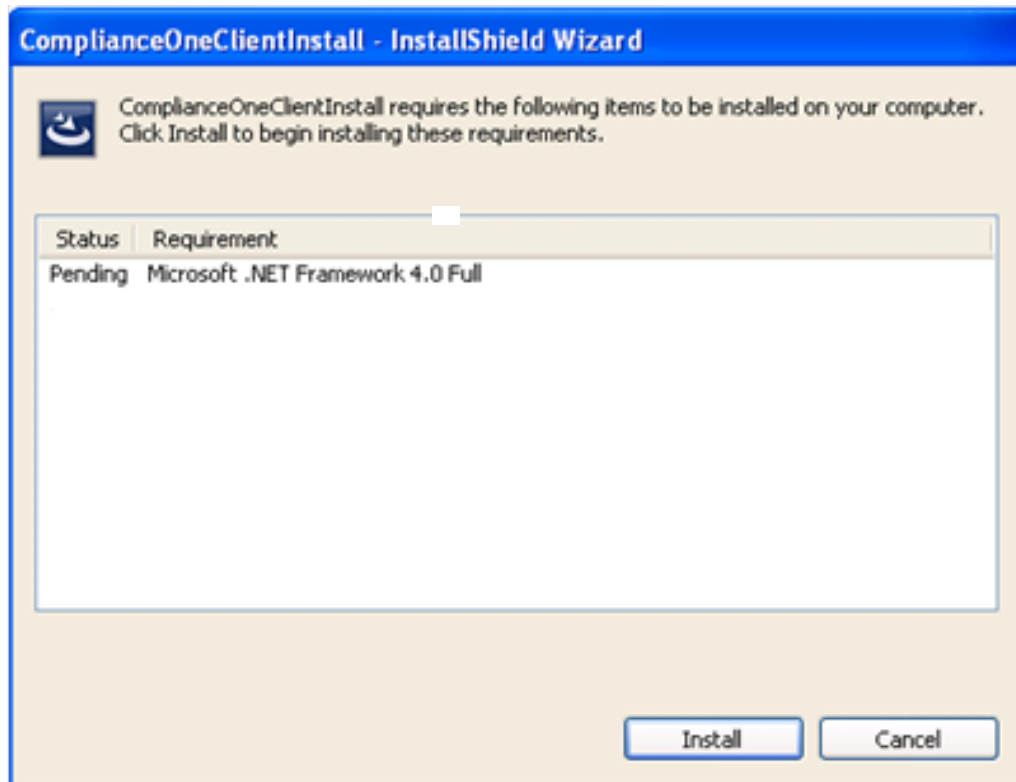 ComplianceOneClientInstall - InstallShield Wizard
ComplianceOneClientInstall requires the following items to be installed on your computer.
Click Install to begin installing these requirements.
Status Requirement
Pending Microsoft .NET Framework 4.0 Full
Install Cancel